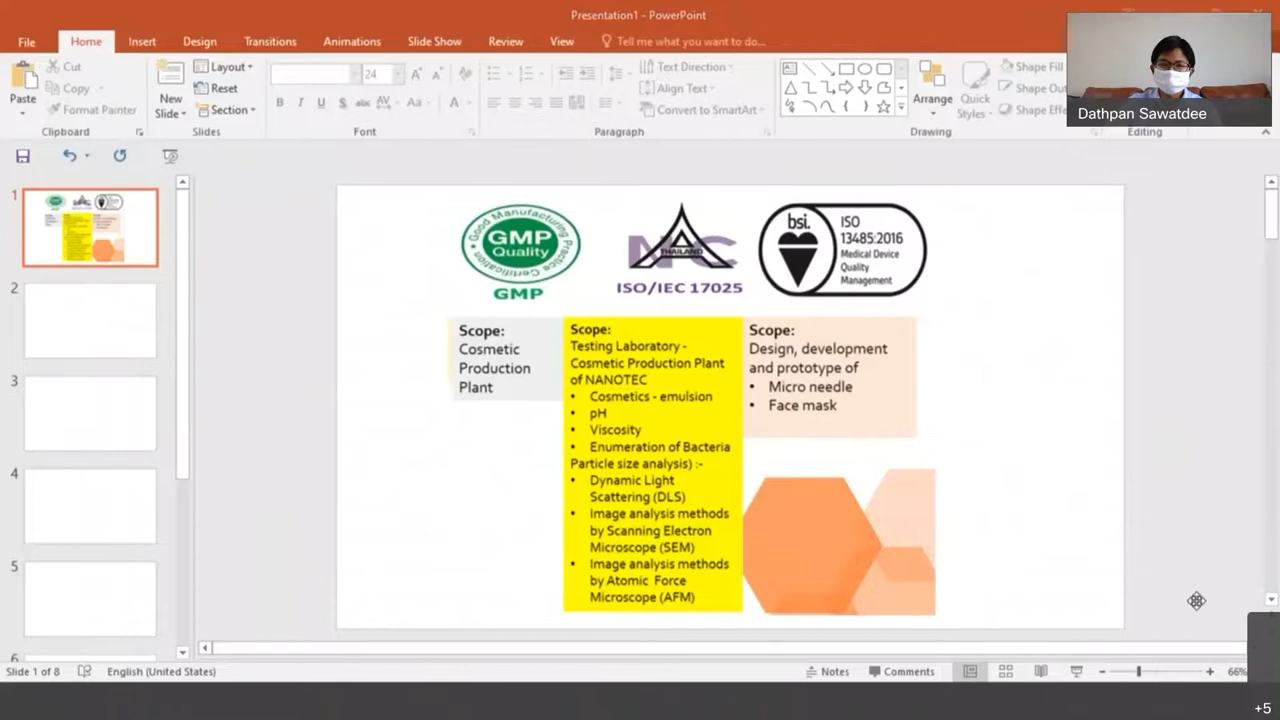 Presentation1 - PowerPoint
File Home Insert Design Transitions Animations Slide Show Review View Tell me what you want to do...
Cut
Copy
Format Painter
Paste
Clipboard
New
Slide
Layout
Reset
Section
Slides
24
B I U S abc AV Aa A
Font
Text Direction
Align Text
Convert to SmartArt
Paragraph
Arrange
Quick
Styles
Shape Fill
Shape Ou
Shape Effe
Drawing
Editing
Dathpan Sawatdee
1
2
3
4
5
6
Good Manufacturing Practice Certification
GMP
Quality
GMP
THAILAND
ISO/IEC 17025
bsi.
ISO
13485:2016
Medical Device
Quality
Management
Scope:
Cosmetic
Production
Plant
Scope:
Testing Laboratory -
Cosmetic Production Plant
of NANOTEC
• Cosmetics - emulsion
• pH
• Viscosity
• Enumeration of Bacteria
Particle size analysis) :-
• Dynamic Light
Scattering (DLS)
• Image analysis methods
by Scanning Electron
Microscope (SEM)
• Image analysis methods
by Atomic Force
Microscope (AFM)
Scope:
Design, development
and prototype of
• Micro needle
• Face mask
Slide 1 of 8 English (United States) Notes Comments 66%
+5